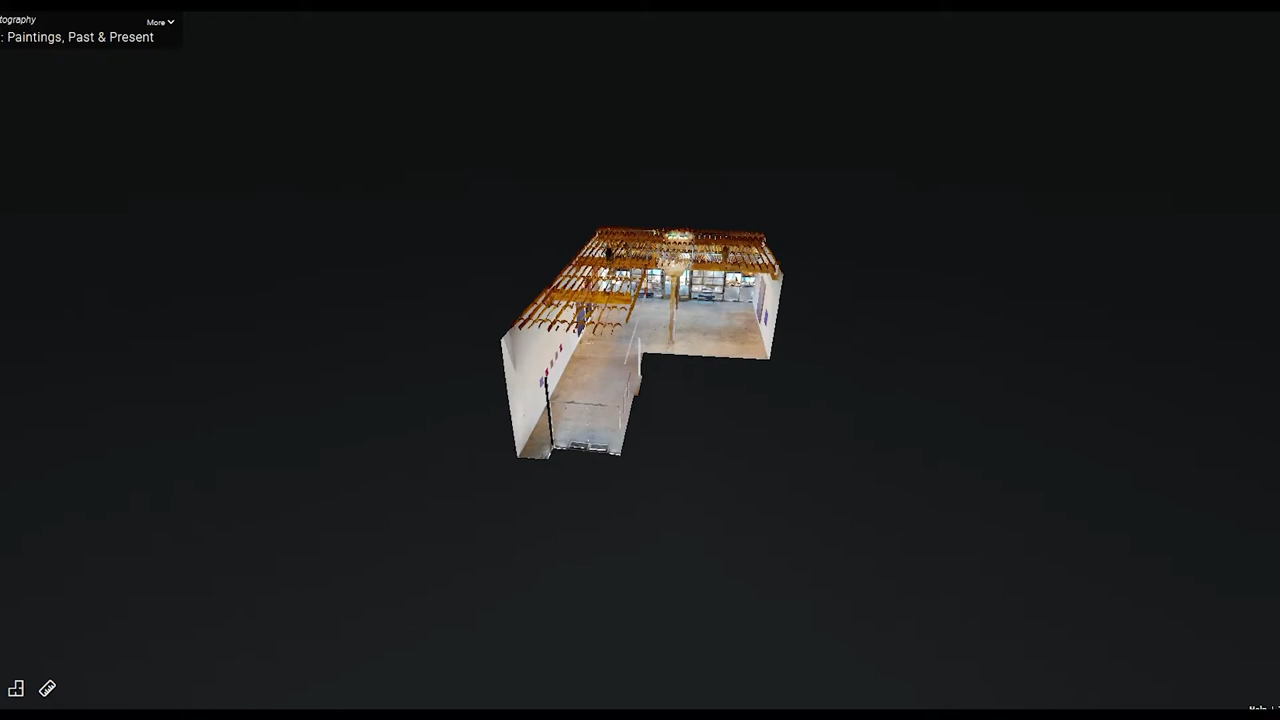 tography
More
: Paintings, Past & Present